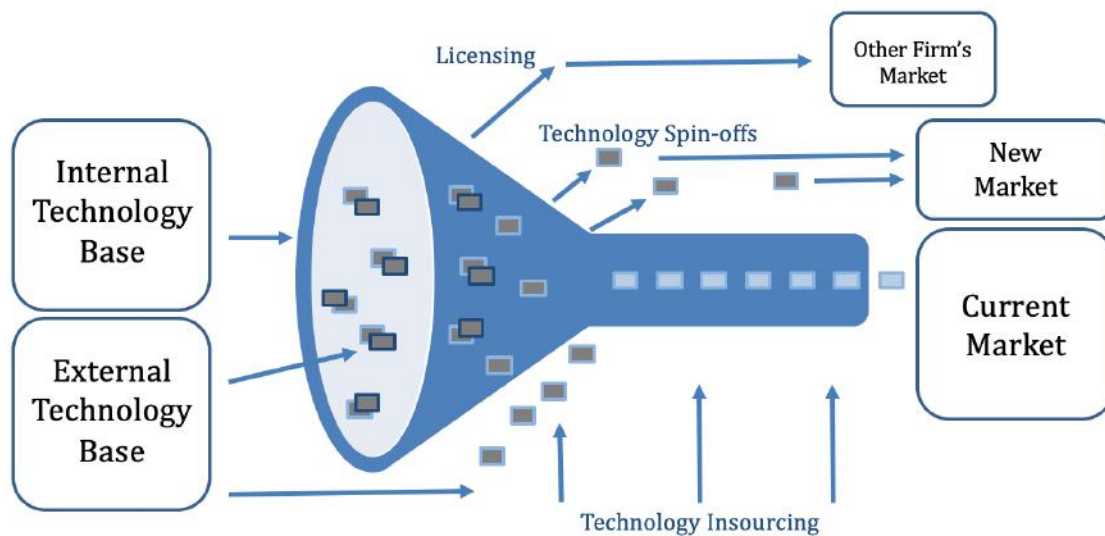 Licensing
Other Firm's
Market
Technology Spin-offs
New
Market
Internal
Technology
Base
External
Technology
Base
Current
Market
Technology Insourcing